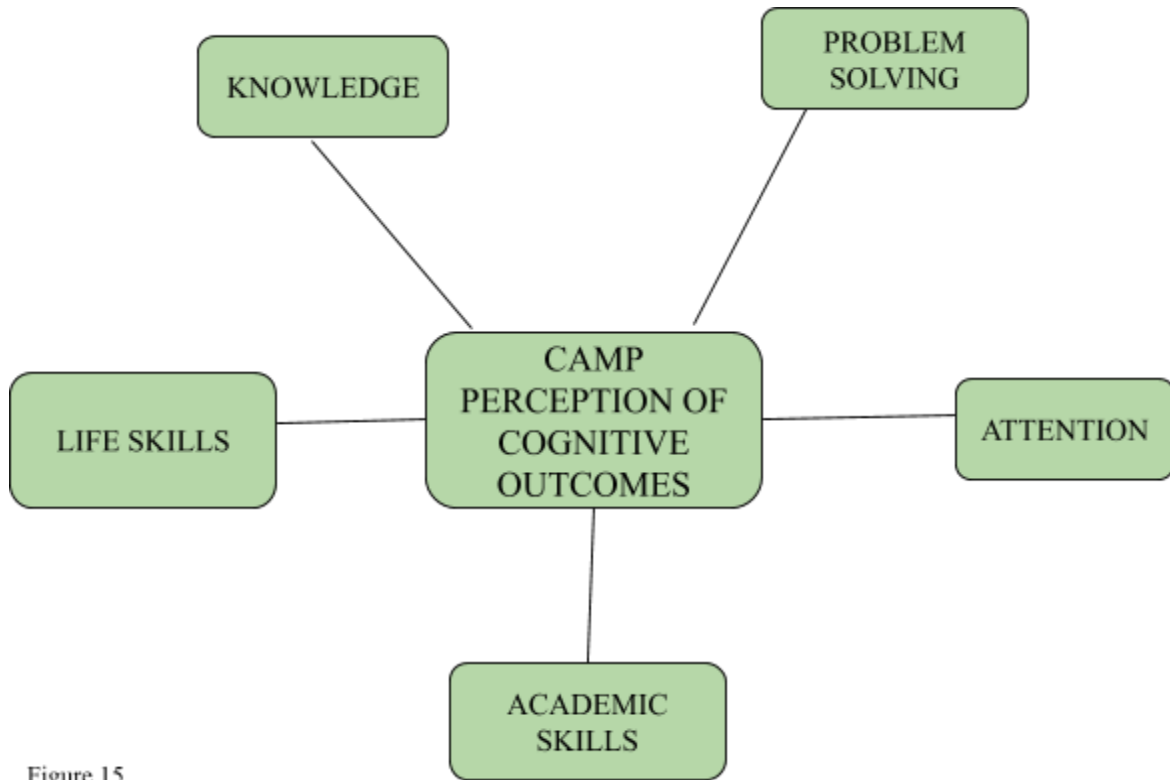 PROBLEM
SOLVING
KNOWLEDGE
CAMP
PERCEPTION OF
COGNITIVE
OUTCOMES
LIFE SKILLS
ATTENTION
ACADEMIC
SKILLS
Figure 15